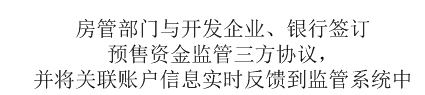 房管部门与开发企业、银行签订
预售资金监管三方协议，
并将关联账户信息实时反馈到监管系统中